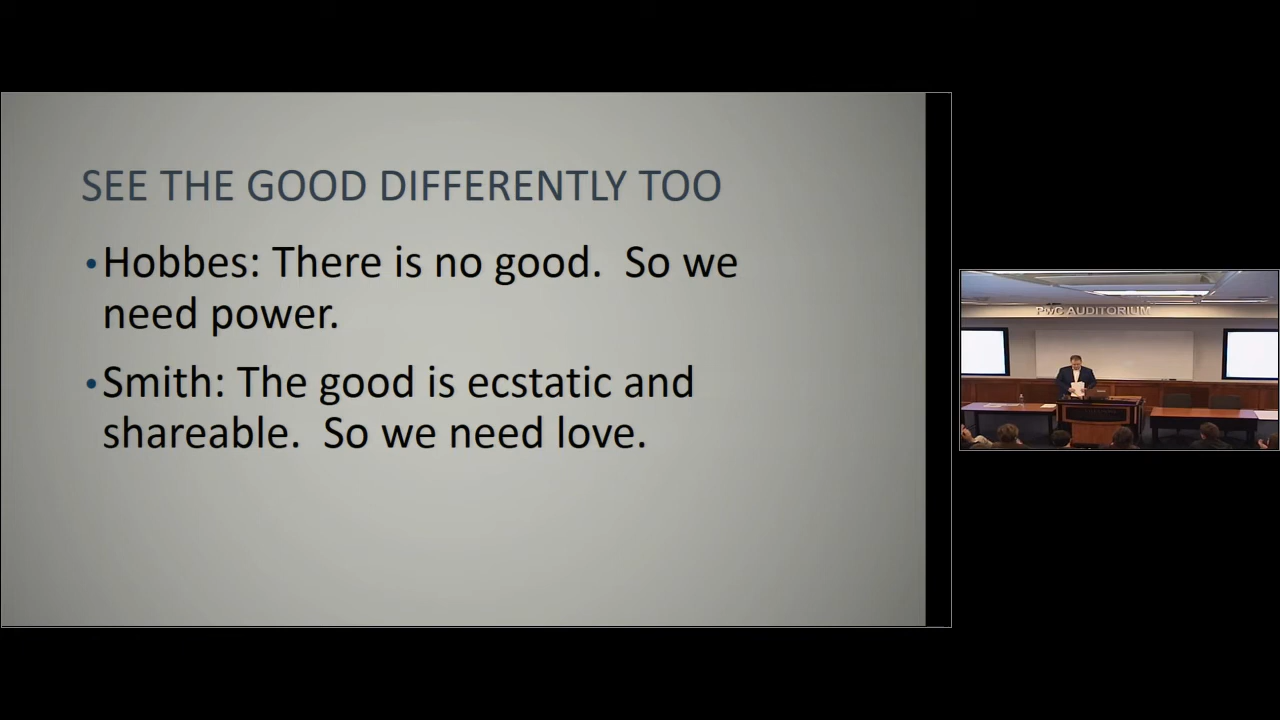 SEE THE GOOD DIFFERENTLY TOO
•Hobbes: There is no good.  So we
need power.
•Smith: The good is ecstatic and
shareable.  So we need love.
PwC AUDITORIUM